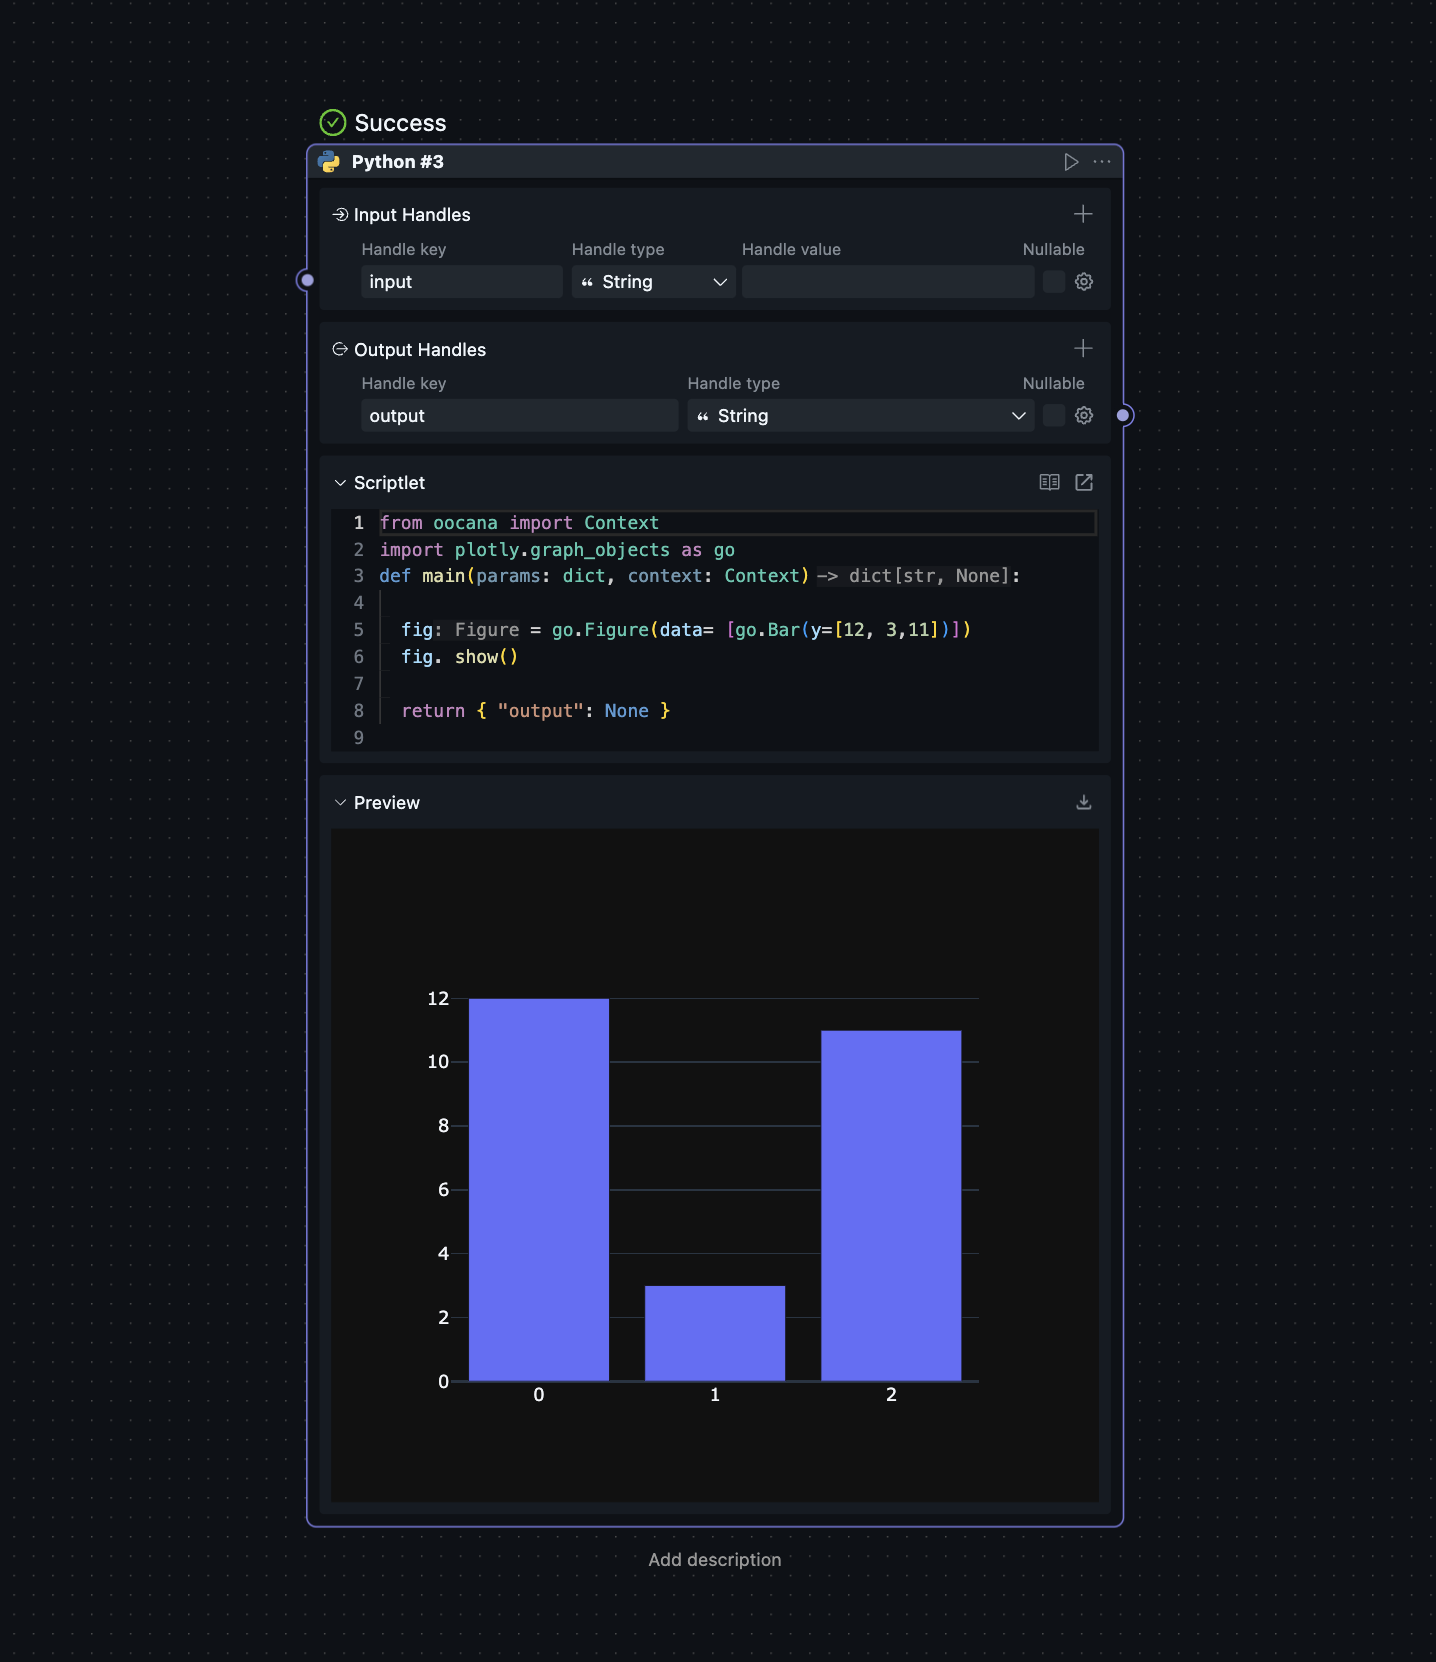 Success
Python #3
Input Handles
Handle key Handle type Handle value Nullable
input “ String
Output Handles
Handle key Handle type Nullable
output “ String
Scriptlet
1 from oocana import Context
2 import plotly.graph_objects as go
3 def main(params: dict, context: Context) -> dict[str, None]:
4
5 fig: Figure = go.Figure(data= [go.Bar(y=[12, 3,11])])
6 fig. show()
7
8 return { "output": None }
9
Preview
12
10
8
6
4
2
0
0 1 2
Add description